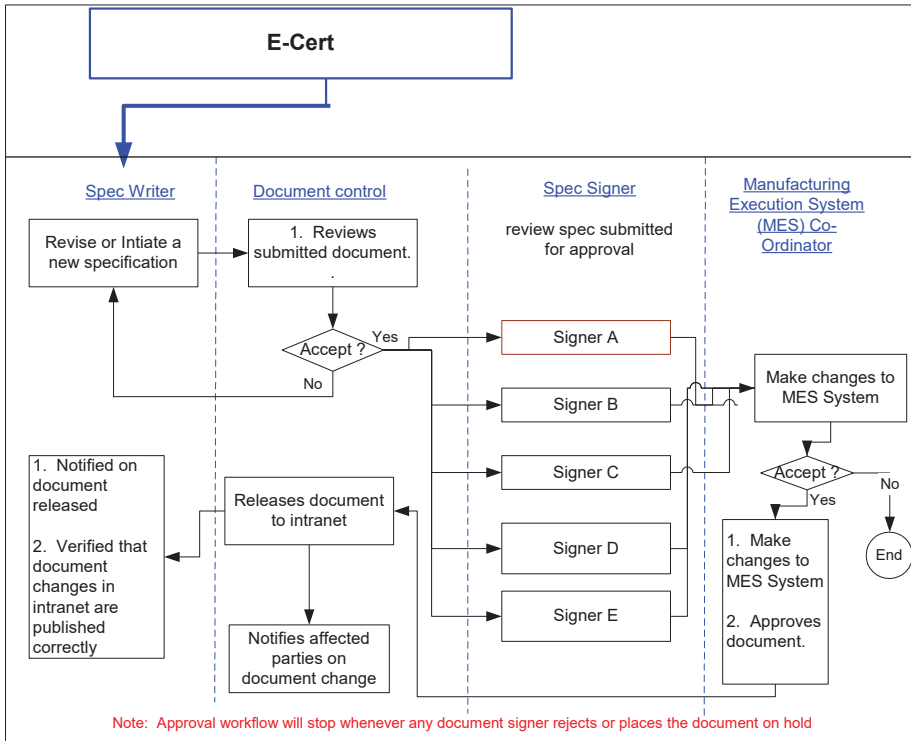 E-Cert
Spec Writer
Document control
Spec Signer
Manufacturing
Execution System
(MES) Co-
Ordinator
Revise or Intiate a
new specification
1. Reviews
submitted document.
.
review spec submitted
for approval
Accept ?
Yes
No
Signer A
Signer B
Signer C
Signer D
Signer E
Make changes to
MES System
Accept ?
No
Yes
End
1. Make
changes to
MES System
2. Approves
document.
Releases document
to intranet
Notifies affected
parties on
document change
1. Notified on
document
released
2. Verified that
document
changes in
intranet are
published
correctly
Note: Approval workflow will stop whenever any document signer rejects or places the document on hold